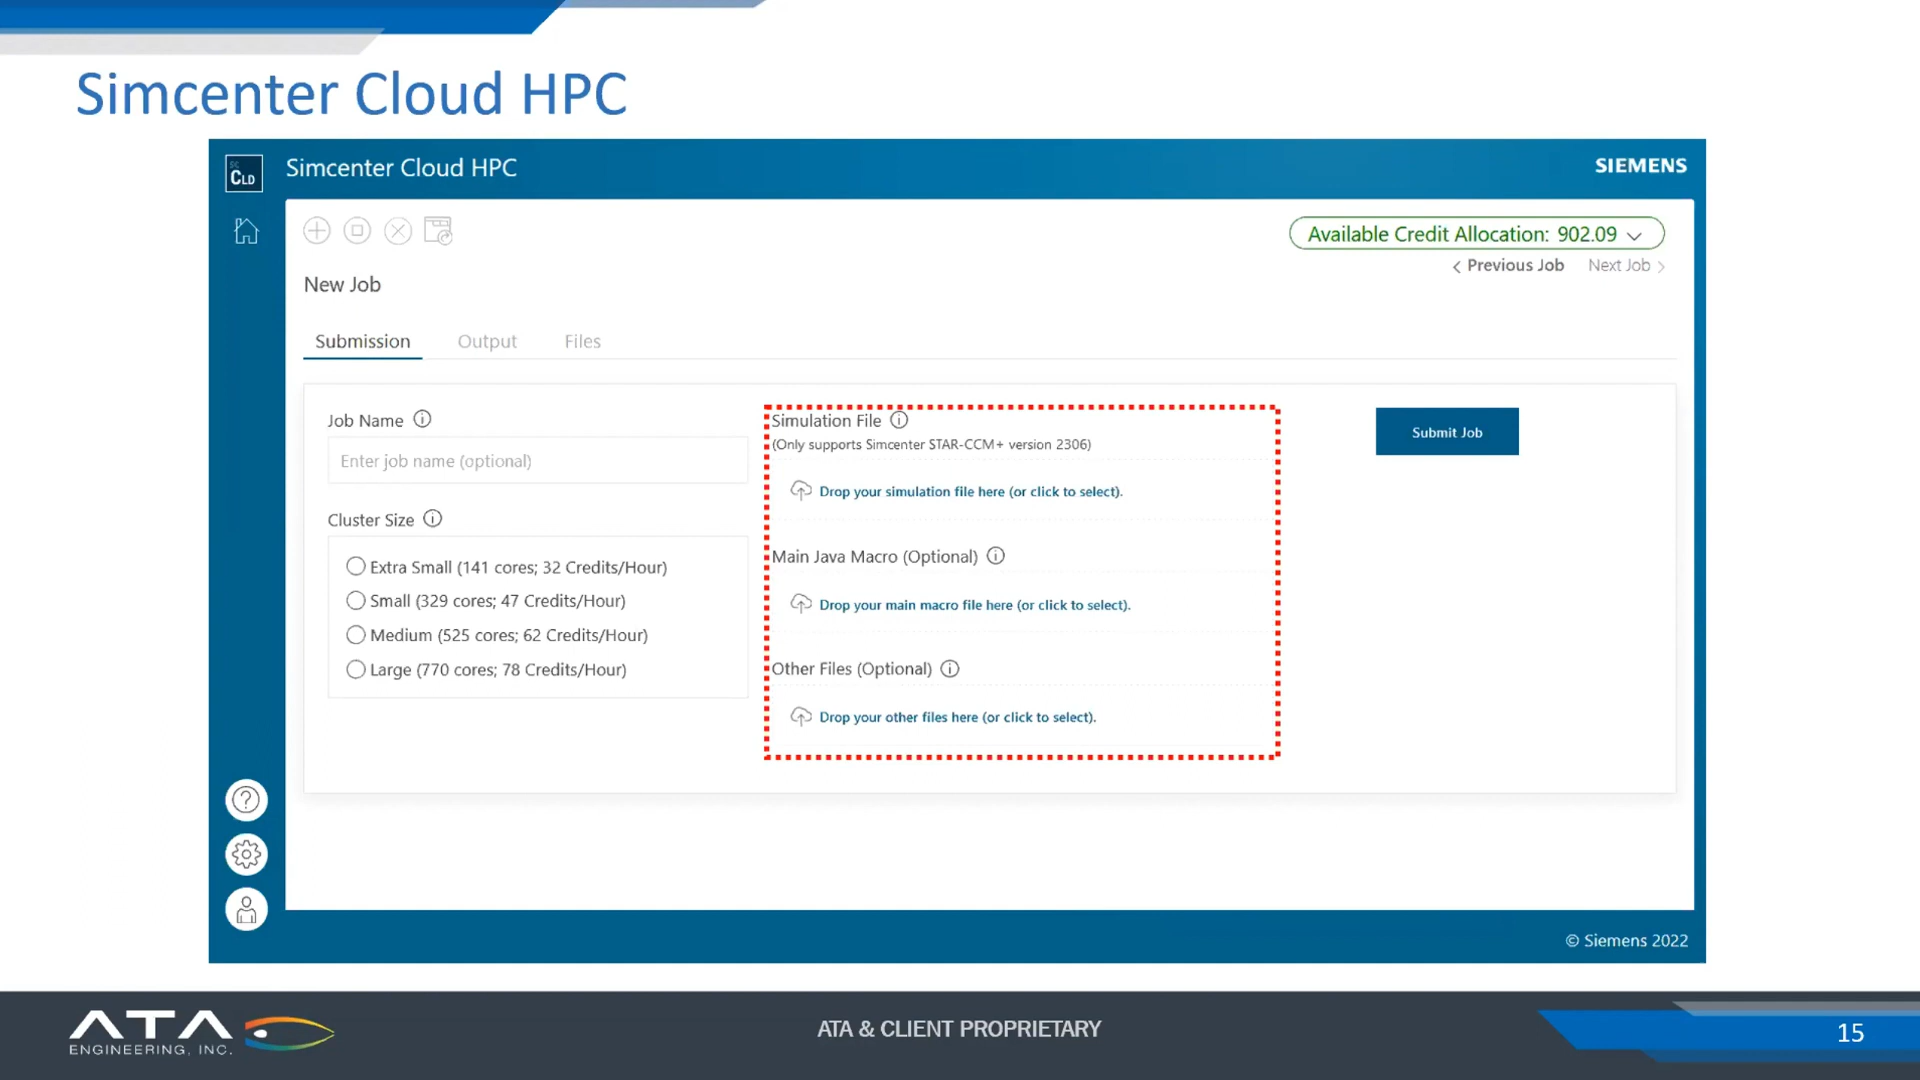 Simcenter Cloud HPC
SC
CLD
Simcenter Cloud HPC
SIEMENS
Available Credit Allocation: 902.09
Previous Job
Next Job
New Job
Submission
Output
Files
Job Name
Enter job name (optional)
Cluster Size
Extra Small (141 cores; 32 Credits/Hour)
Small (329 cores; 47 Credits/Hour)
Medium (525 cores; 62 Credits/Hour)
Large (770 cores; 78 Credits/Hour)
Simulation File
(Only supports Simcenter STAR-CCM+ version 2306)
Drop your simulation file here (or click to select).
Main Java Macro (Optional)
Drop your main macro file here (or click to select).
Other Files (Optional)
Drop your other files here (or click to select).
Submit Job
© Siemens 2022
ATA
ENGINEERING, INC.
ATA & CLIENT PROPRIETARY
15